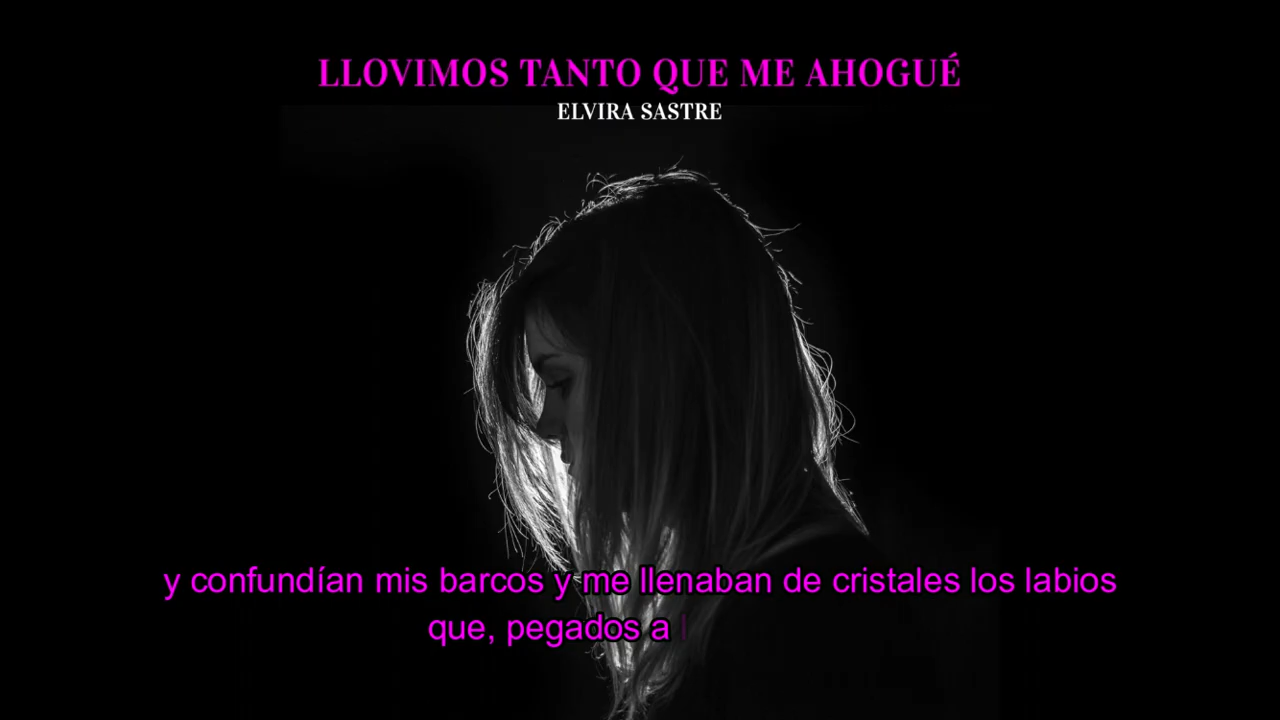 LLOVIMOS TANTO QUE ME AHOGUÉ
ELVIRA SASTRE
y confundían mis barcos y me llenaban de cristales los labios
que, pegados a l